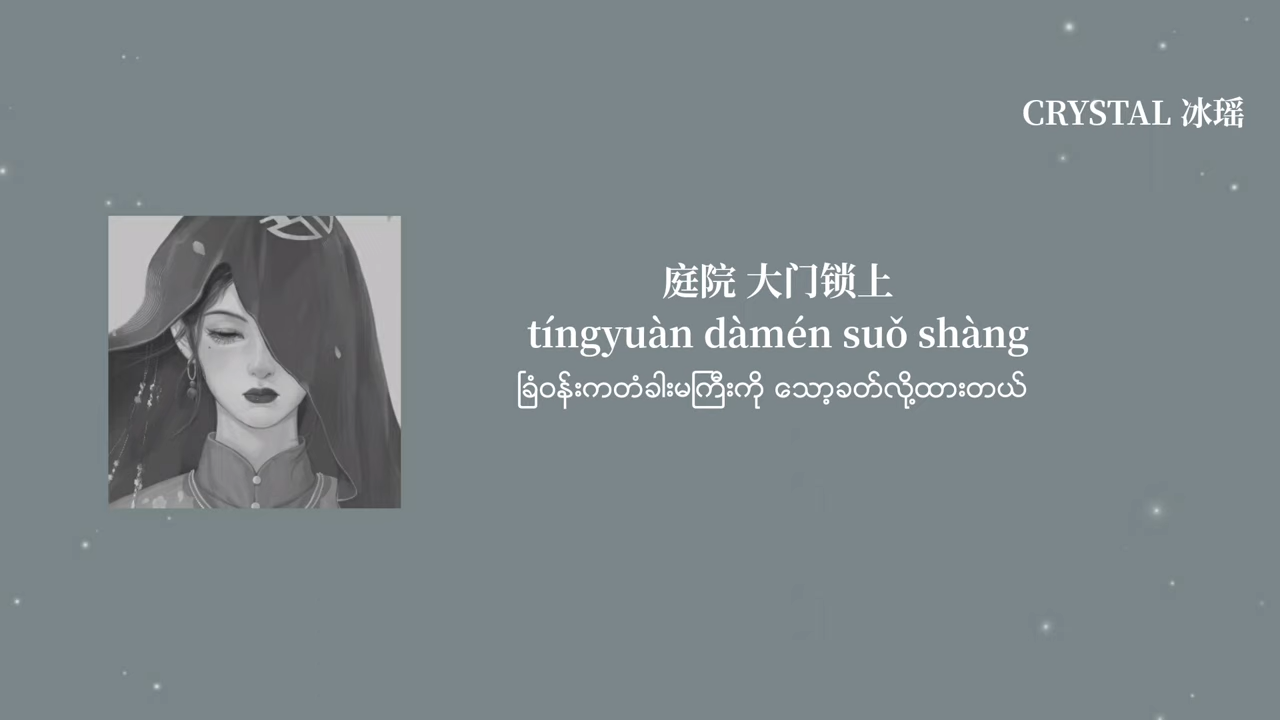 CRYSTAL 冰瑶
庭院 大门锁上
tíngyuàn dàmén suǒ shàng
ခြံဝန်းကတံခါးမကြီးကို သော့ခတ်လို့ထားတယ်